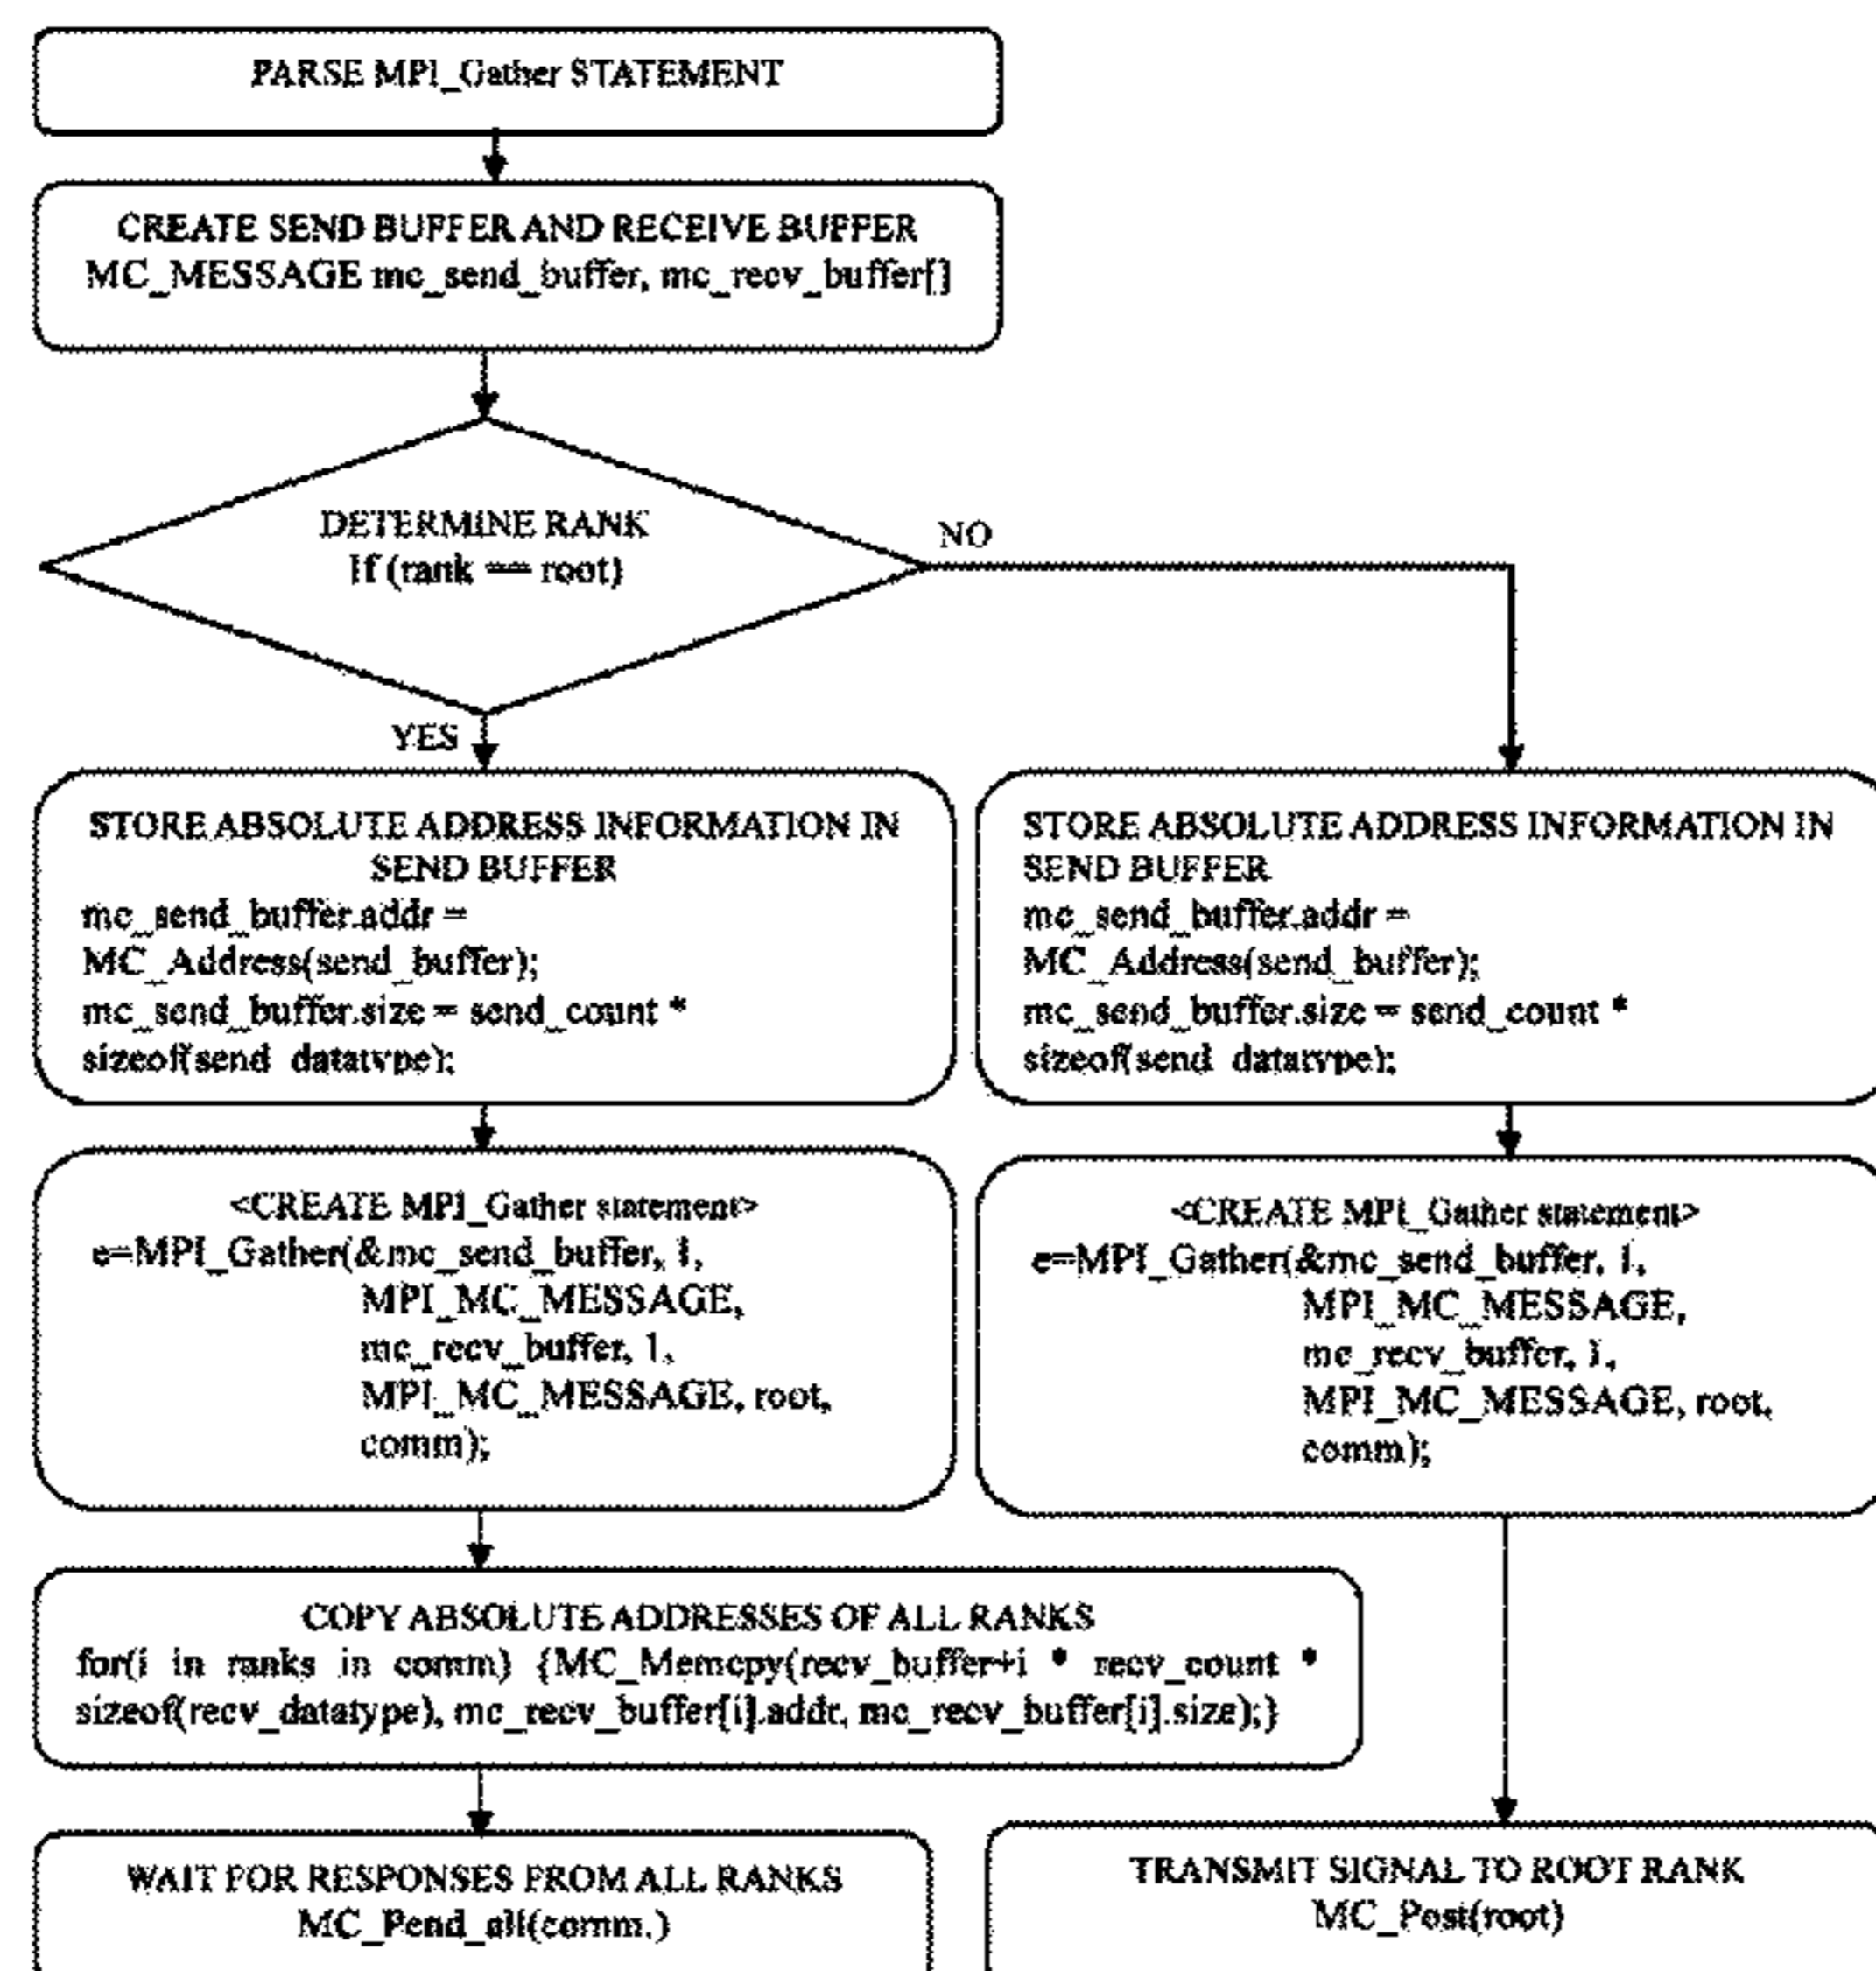 PARSE MPI_Gather STATEMENT
CREATE SEND BUFFER AND RECEIVE BUFFER
MC_MESSAGE mc_send_buffer, mc_recv_buffer[]
DETERMINE RANK
If (rank == root)
NO
YES
STORE ABSOLUTE ADDRESS INFORMATION IN
SEND BUFFER
mc_send_buffer.addr =
MC_Address(send_buffer);
mc_send_buffer.size = send_count *
sizeof(send_datatype);
STORE ABSOLUTE ADDRESS INFORMATION IN
SEND BUFFER
mc_send_buffer.addr =
MC_Address(send_buffer);
mc_send_buffer.size = send_count *
sizeof(send_datatype);
<CREATE MPI_Gather statement>
e=MPI_Gather(&mc_send_buffer, 1,
MPI_MC_MESSAGE,
mc_recv_buffer, 1,
MPI_MC_MESSAGE, root,
comm);
<CREATE MPI_Gather statement>
e=MPI_Gather(&mc_send_buffer, 1,
MPI_MC_MESSAGE,
mc_recv_buffer, 1,
MPI_MC_MESSAGE, root,
comm);
COPY ABSOLUTE ADDRESSES OF ALL RANKS
for(i in ranks in comm) {MC_Memcpy(recv_buffer+i * recv_count *
sizeof(recv_datatype), mc_recv_buffer[i].addr, mc_recv_buffer[i].size);}
WAIT FOR RESPONSES FROM ALL RANKS
MC_Pend_all(comm.)
TRANSMIT SIGNAL TO ROOT RANK
MC_Post(root)